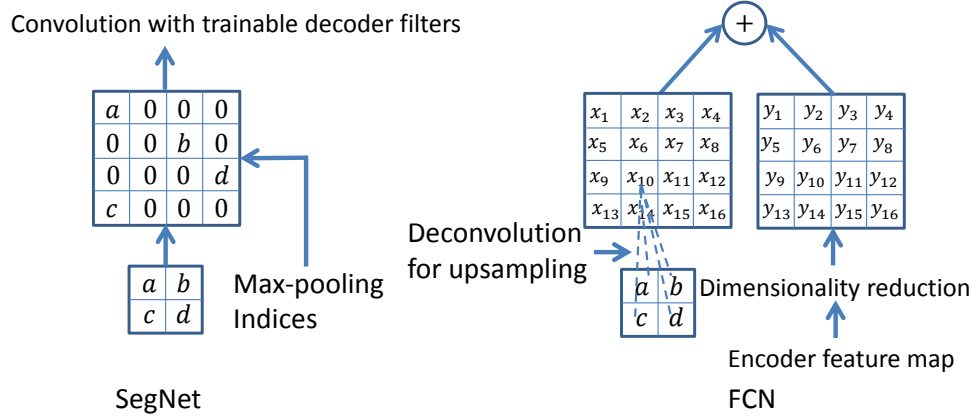 Convolution with trainable decoder filters
a 0 0 0
0 0 b 0
0 0 0 d
c 0 0 0
a b
c d
Max-pooling
Indices
SegNet
+
x₁ x₂ x₃ x₄
x₅ x₆ x₇ x₈
x₉ x₁₀ x₁₁ x₁₂
x₁₃ x₁₄ x₁₅ x₁₆
y₁ y₂ y₃ y₄
y₅ y₆ y₇ y₈
y₉ y₁₀ y₁₁ y₁₂
y₁₃ y₁₄ y₁₅ y₁₆
Deconvolution
for upsampling
a b
c d
Dimensionality reduction
Encoder feature map
FCN